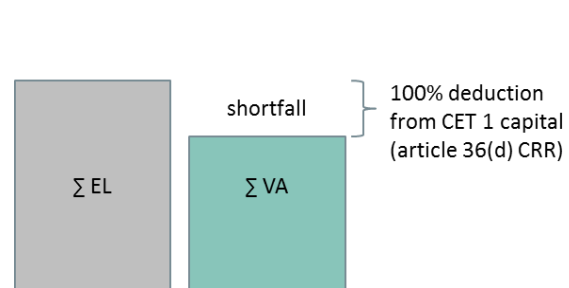 shortfall
100% deduction
from CET 1 capital
(article 36(d) CRR)
∑ EL
∑ VA